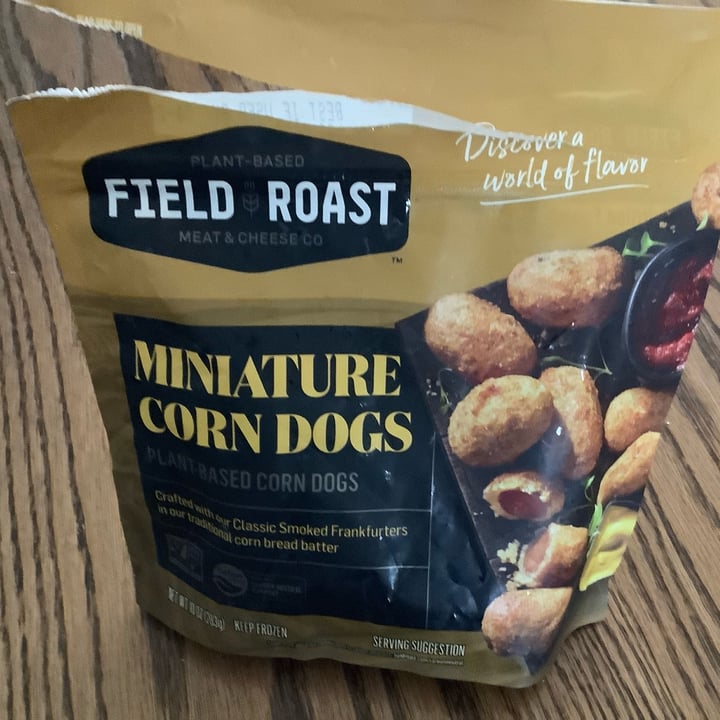 Discover a
world of flavor
PLANT-BASED
FIELD ROAST
MEAT & CHEESE CO
™
MINIATURE
CORN DOGS
PLANT-BASED CORN DOGS
Crafted with our Classic Smoked Frankfurters
in our traditional corn bread batter
KEEP FROZEN
SERVING SUGGESTION